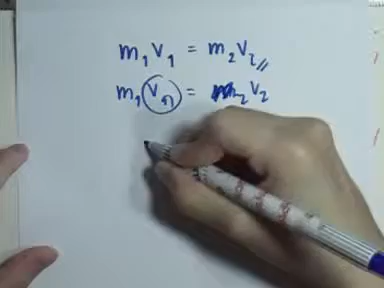 m₁V₁ = m₂V₂
m₁V₁ = m₂V₂